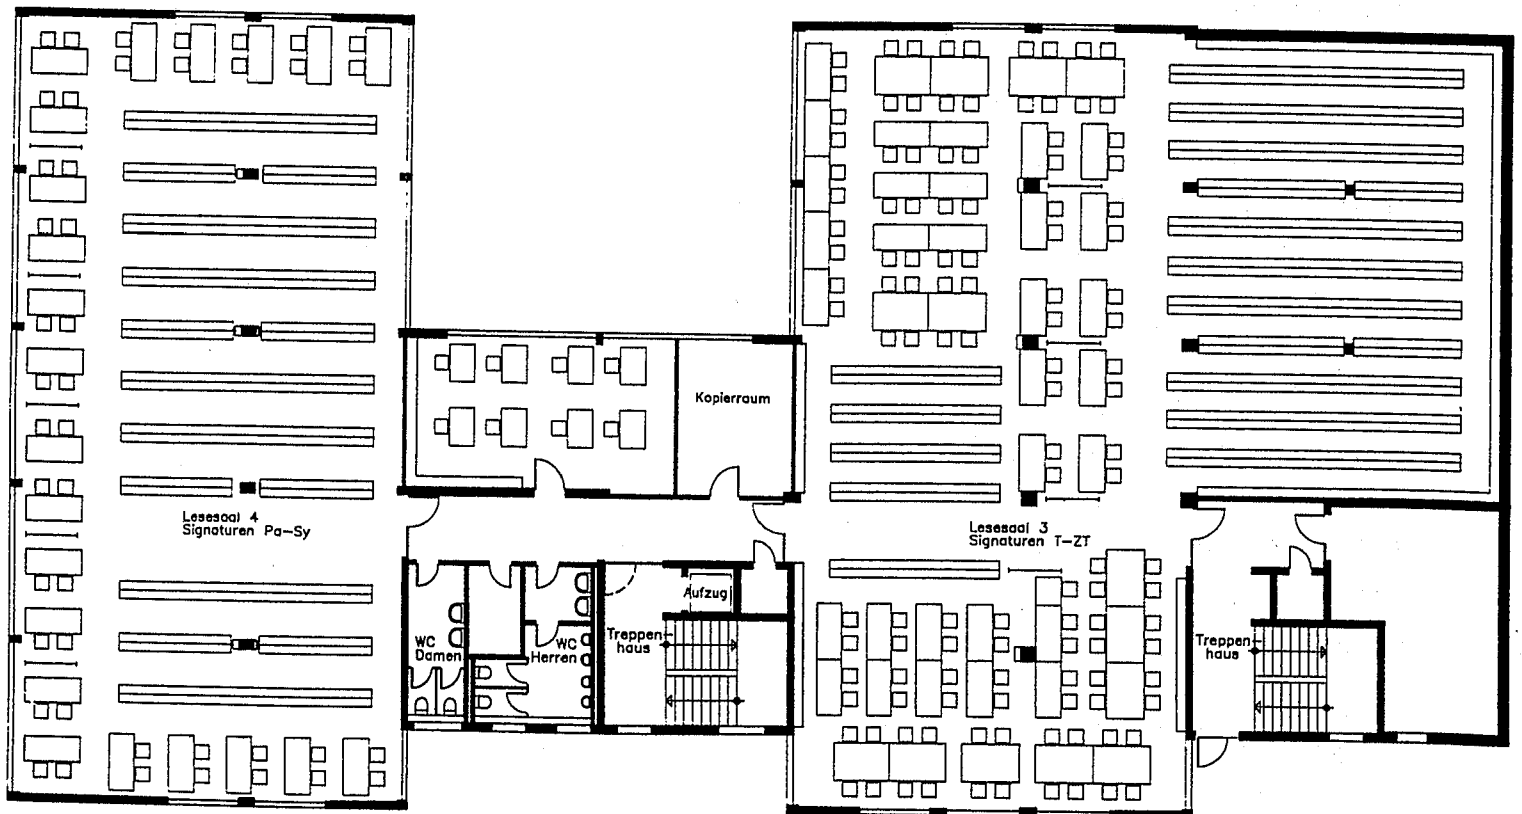 Kopierraum
Lesesaal 4
Signaturen Pa-Sy
Lesesaal 3
Signaturen T-ZT
Aufzug
WC
Damen
WC
Herren
Treppen-
haus
Treppen-
haus